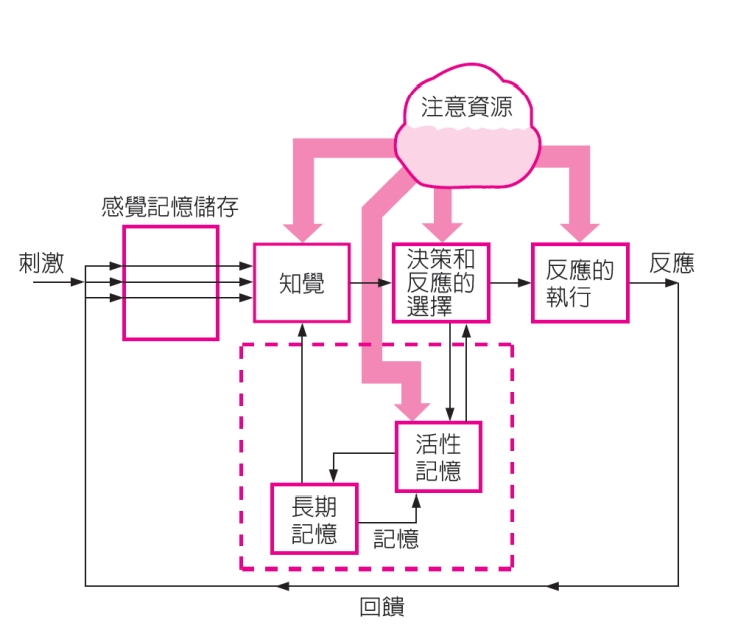 注意資源
感覺記憶儲存
刺激
知覺
決策和
反應的
選擇
反應的
執行
反應
活性
記憶
長期
記憶
記憶
回饋